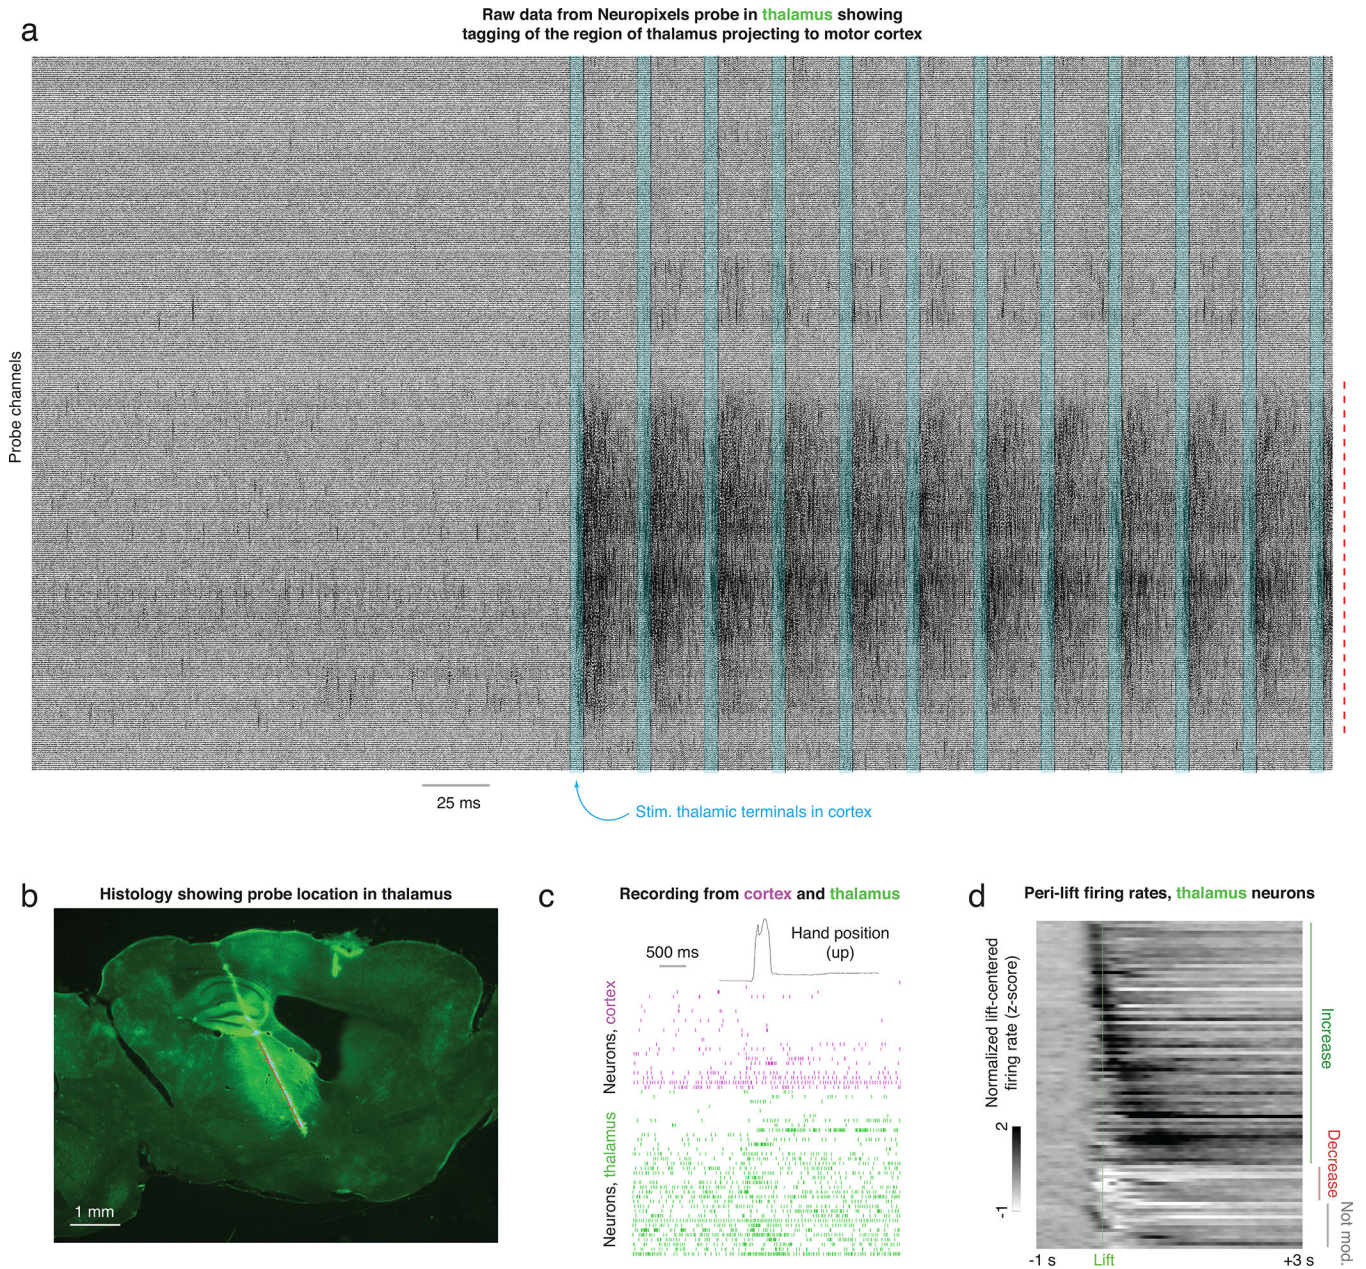 a
Raw data from Neuropixels probe in thalamus showing
tagging of the region of thalamus projecting to motor cortex
Probe channels
25 ms
Stim. thalamic terminals in cortex
b
Histology showing probe location in thalamus
1 mm
c
Recording from cortex and thalamus
500 ms
Hand position
(up)
Neurons, cortex
Neurons, thalamus
d
Peri-lift firing rates, thalamus neurons
Normalized lift-centered
firing rate (z-score)
2
-1
Increase
Decrease
Not mod.
-1 s
Lift
+3 s